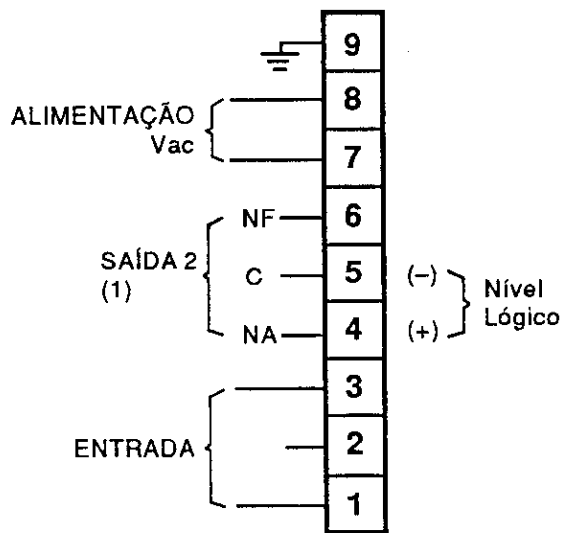 9
ALIMENTAÇÃO
Vac
8
7
SAÍDA 2
(1)
NF
6
C
5
(–)
NA
4
(+)
Nível
Lógico
ENTRADA
3
2
1